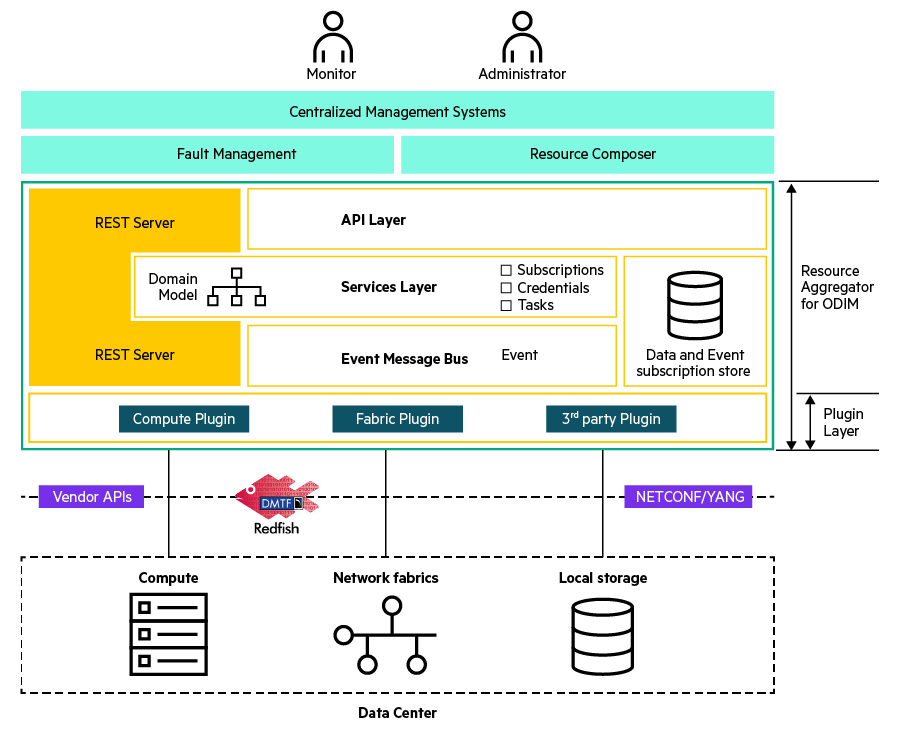 Monitor
Administrator
Centralized Management Systems
Fault Management
Resource Composer
REST Server
API Layer
Domain
Model
Services Layer
Subscriptions
Credentials
Tasks
Resource
Aggregator
for ODIM
REST Server
Event Message Bus
Event
Data and Event
subscription store
Compute Plugin
Fabric Plugin
3rd party Plugin
Plugin
Layer
Vendor APIs
DMTF
Redfish
NETCONF/YANG
Compute
Network fabrics
Local storage
Data Center